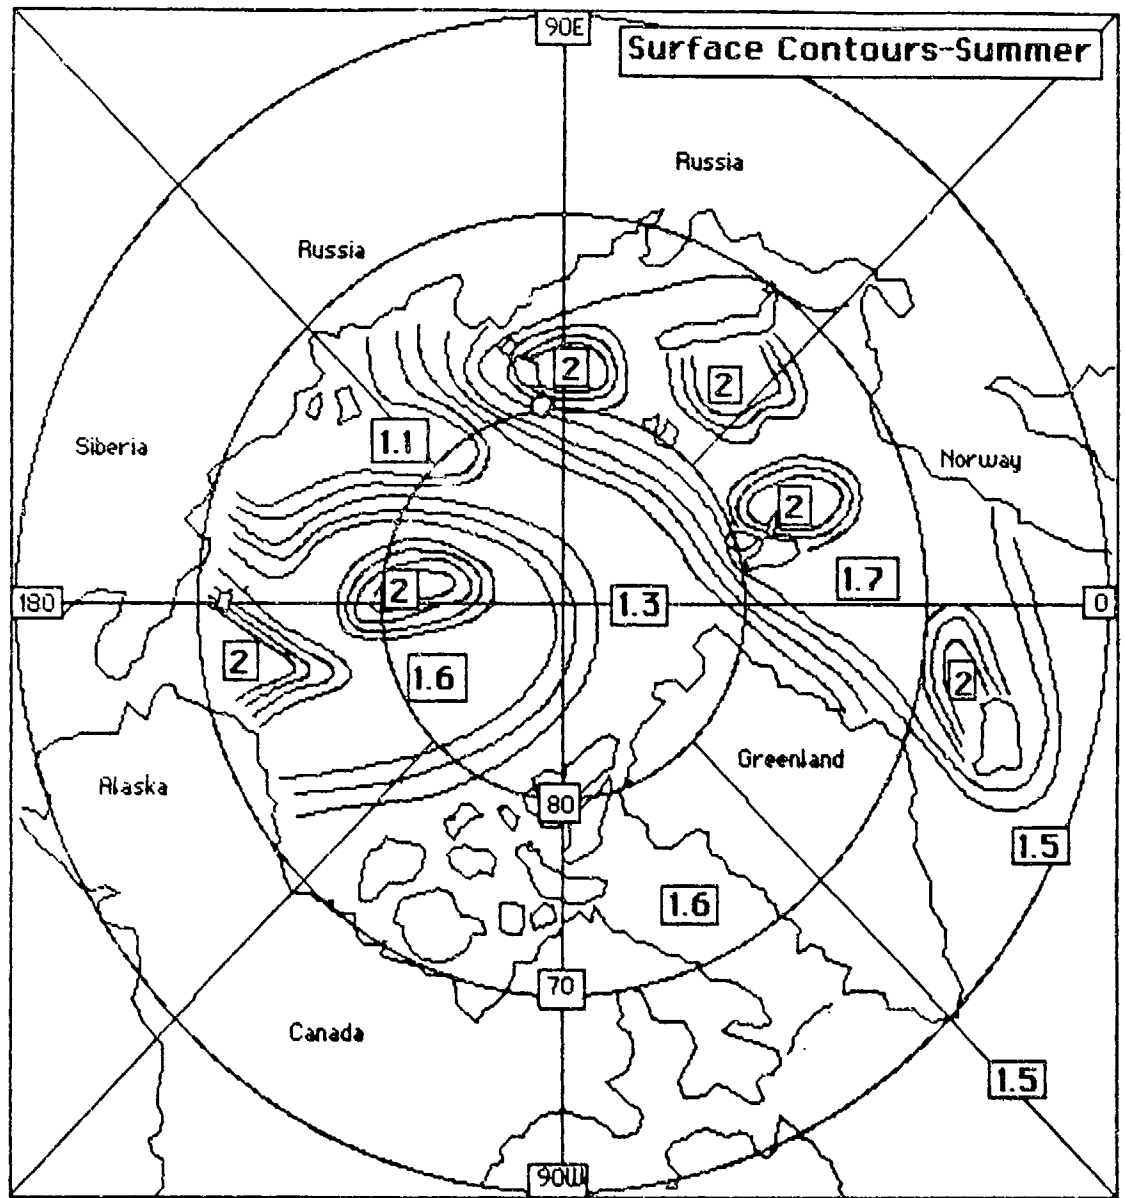 90E
Surface Contours-Summer
Russia
Russia
2
2
1.1
Siberia
Norway
2
2
1.7
180
1.3
0
2
1.6
2
Greenland
Alaska
80
1.5
1.6
70
Canada
1.5
90W